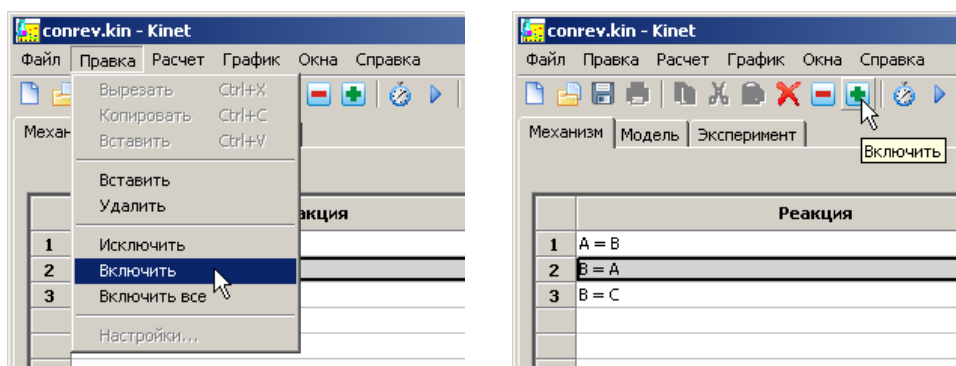 conrev.kin - Kinet
Файл Правка Расчет График Окна Справка
Вырезать Ctrl+X
Копировать Ctrl+C
Вставить Ctrl+V
Механ
Вставить
Удалить
акция
Исключить
1
Включить
2
Включить все
3
Настройки...
conrev.kin - Kinet
Файл Правка Расчет График Окна Справка
Механизм Модель Эксперимент
Включить
Реакция
1 A = B
2 B = A
3 B = C